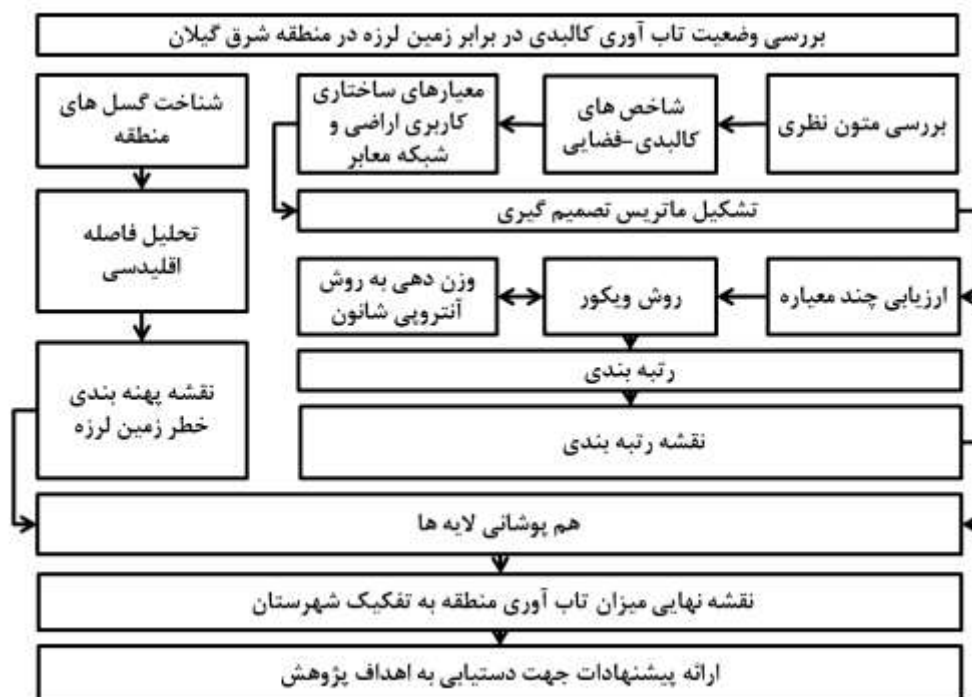 بررسی وضعیت تاب آوری کالبدی در برابر زمین لرزه در منطقه شرق گیلان
بررسی متون نظری
شاخص های
کالبدی-فضایی
معیارهای ساختاری
کاربری اراضی و
شبکه معابر
تشکیل ماتریس تصمیم گیری
ارزیابی چند معیاره
روش ویکور
وزن دهی به روش
آنتروپی شانون
رتبه بندی
نقشه رتبه بندی
شناخت گسل های
منطقه
تحلیل فاصله
اقلیدسی
نقشه پهنه بندی
خطر زمین لرزه
هم پوشانی لایه ها
نقشه نهایی میزان تاب آوری منطقه به تفکیک شهرستان
ارائه پیشنهادات جهت دستیابی به اهداف پژوهش